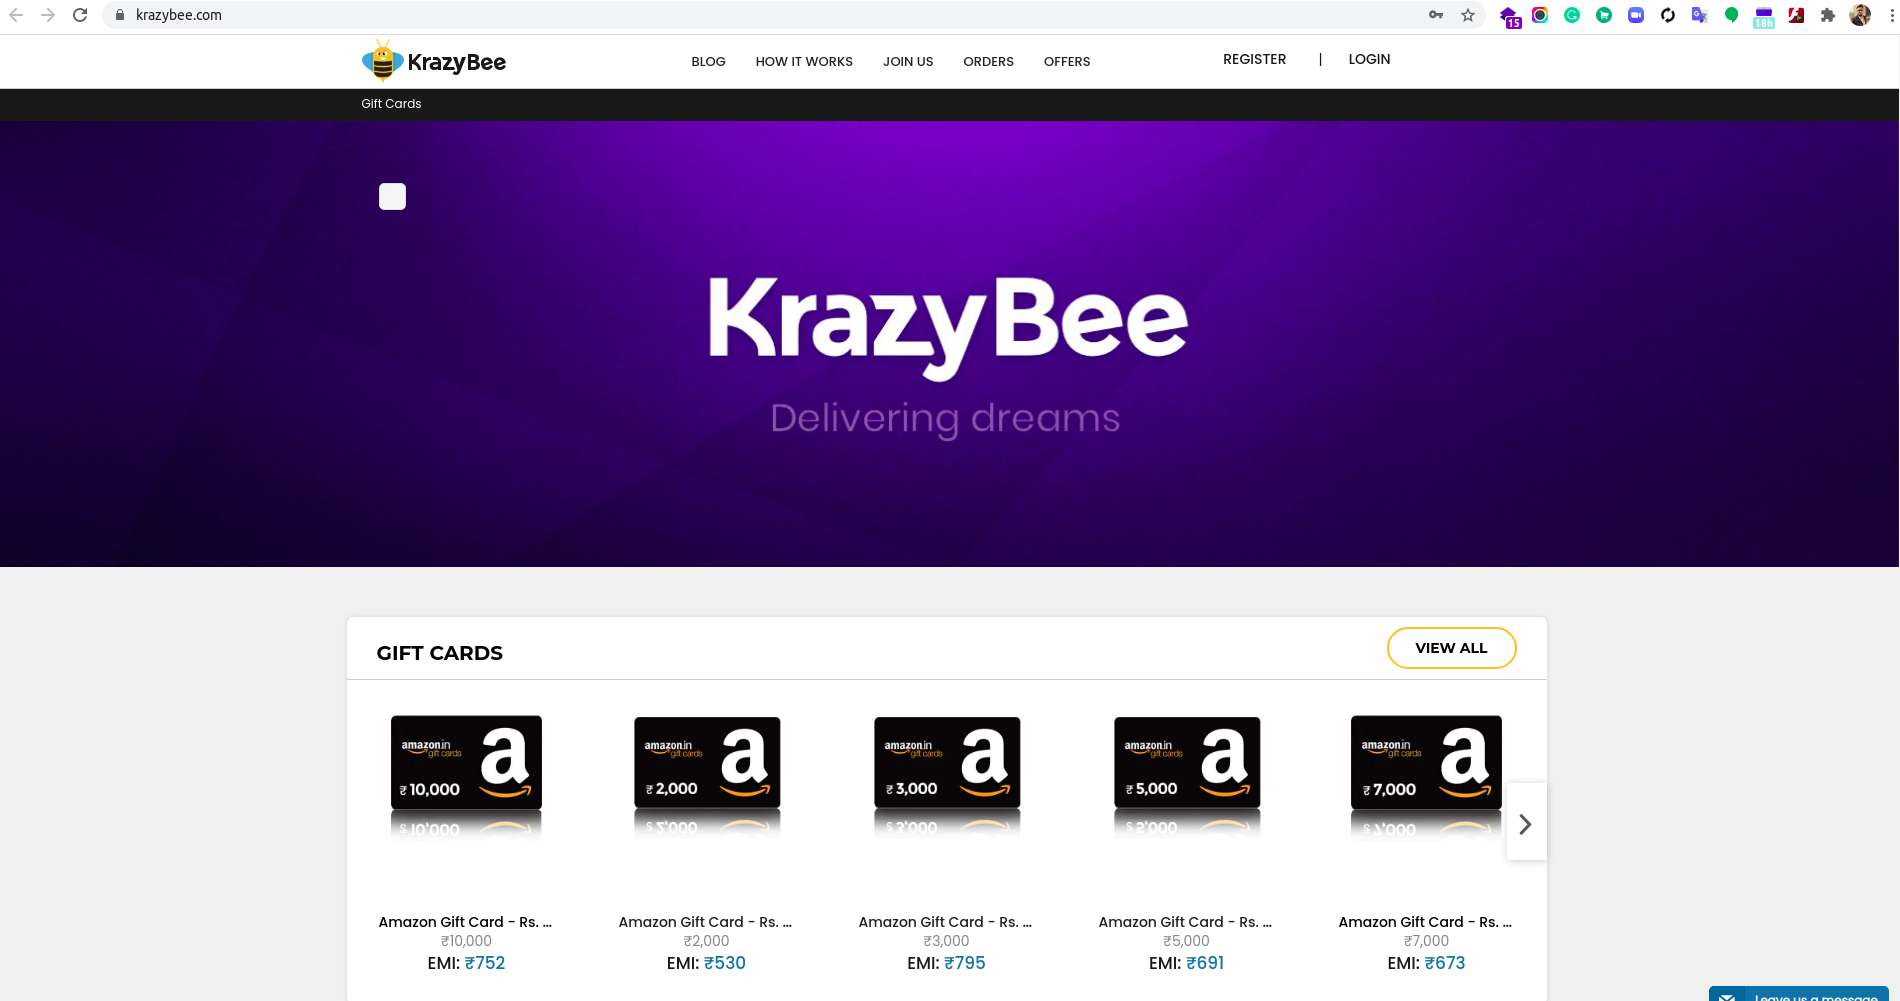 krazybee.com
15
18h
KrazyBee
BLOG
HOW IT WORKS
JOIN US
ORDERS
OFFERS
REGISTER
|
LOGIN
Gift Cards
KrazyBee
Delivering dreams
GIFT CARDS
VIEW ALL
amazon.in
gift cards
₹ 10,000
a
amazon.in
gift cards
₹ 2,000
a
amazon.in
gift cards
₹ 3,000
a
amazon.in
gift cards
₹ 5,000
a
amazon.in
gift cards
₹ 7,000
a
Amazon Gift Card - Rs. ...
₹10,000
EMI: ₹752
Amazon Gift Card - Rs. ...
₹2,000
EMI: ₹530
Amazon Gift Card - Rs. ...
₹3,000
EMI: ₹795
Amazon Gift Card - Rs. ...
₹5,000
EMI: ₹691
Amazon Gift Card - Rs. ...
₹7,000
EMI: ₹673
Leave us a message